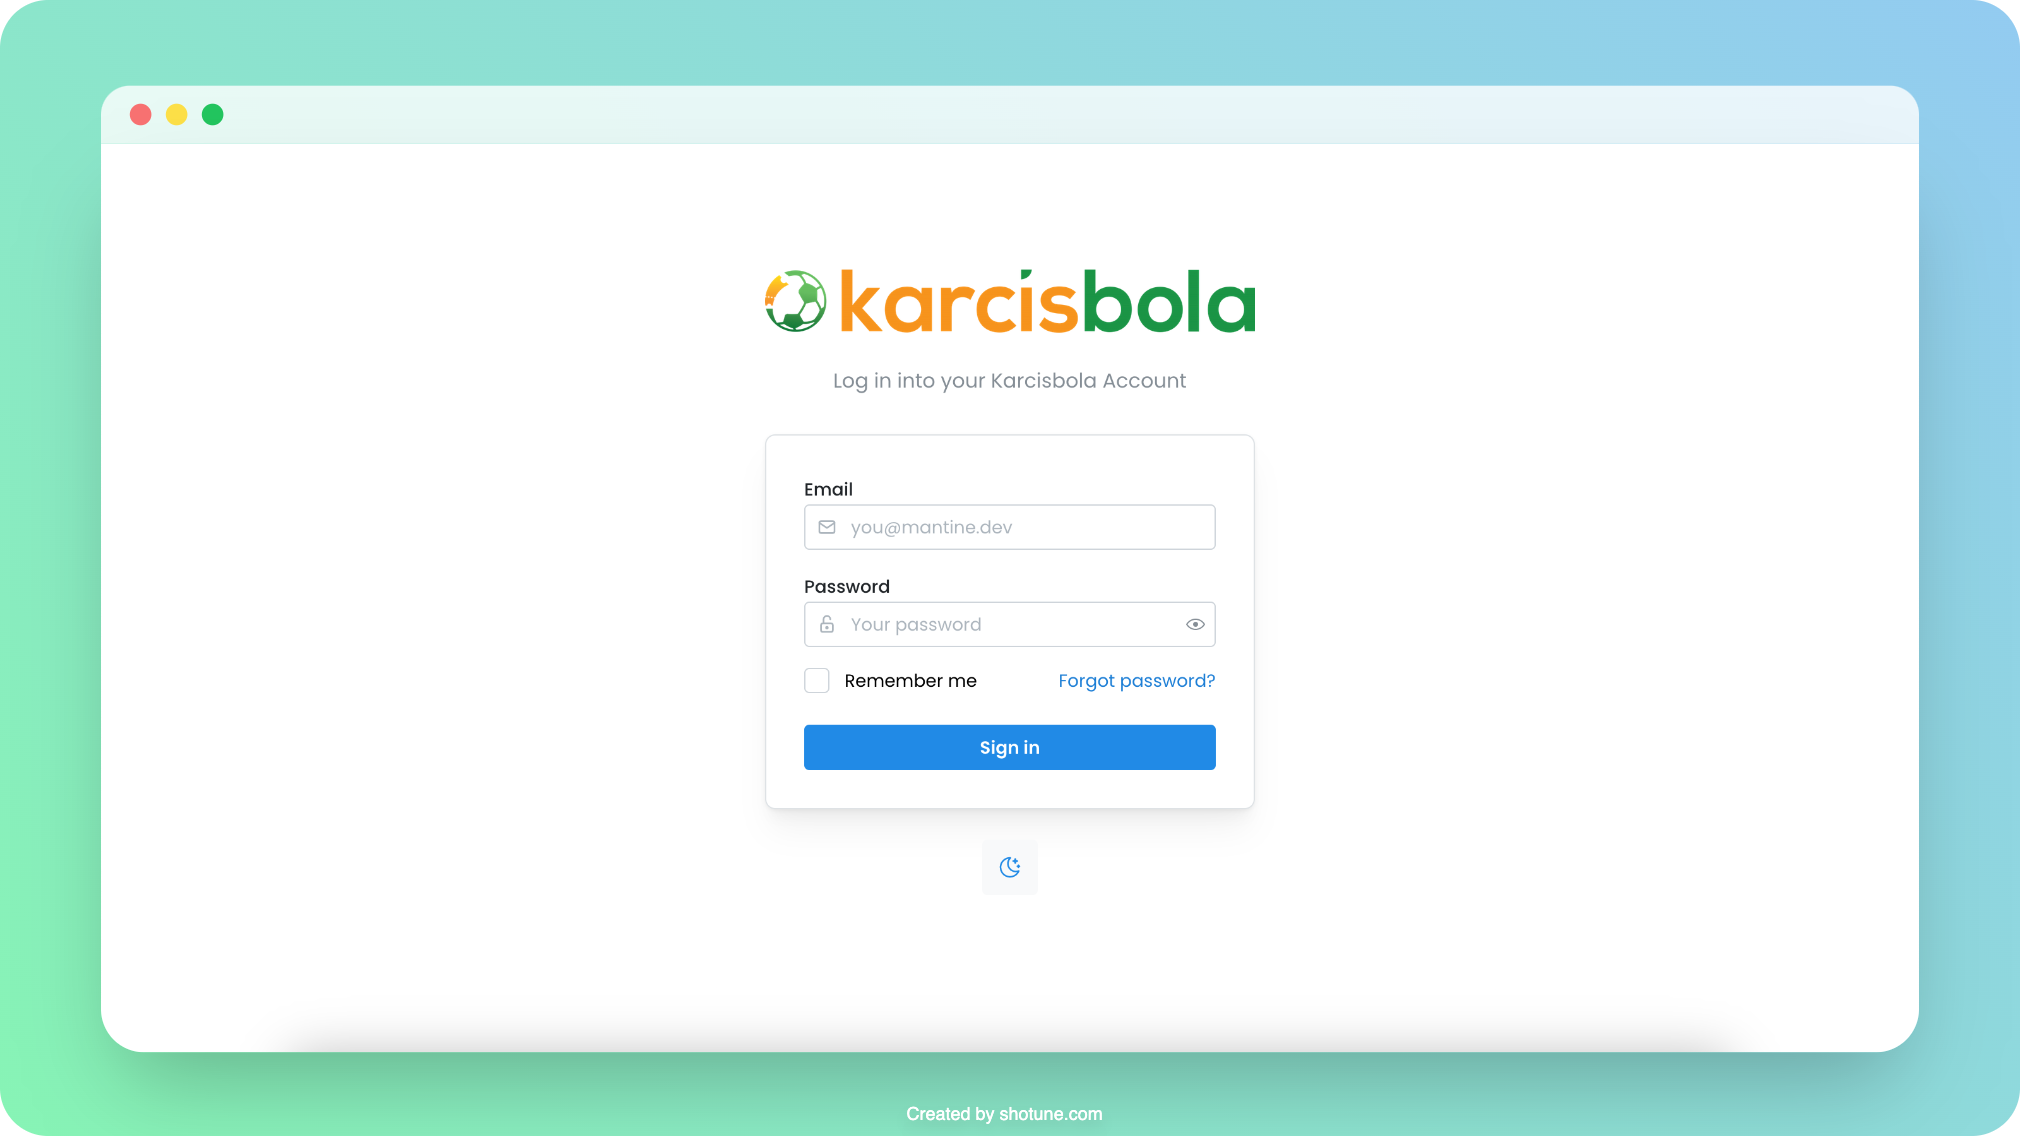 karcisbola
Log in into your Karcisbola Account
Email
you@mantine.dev
Password
Your password
Remember me
Forgot password?
Sign in
Created by shotune.com